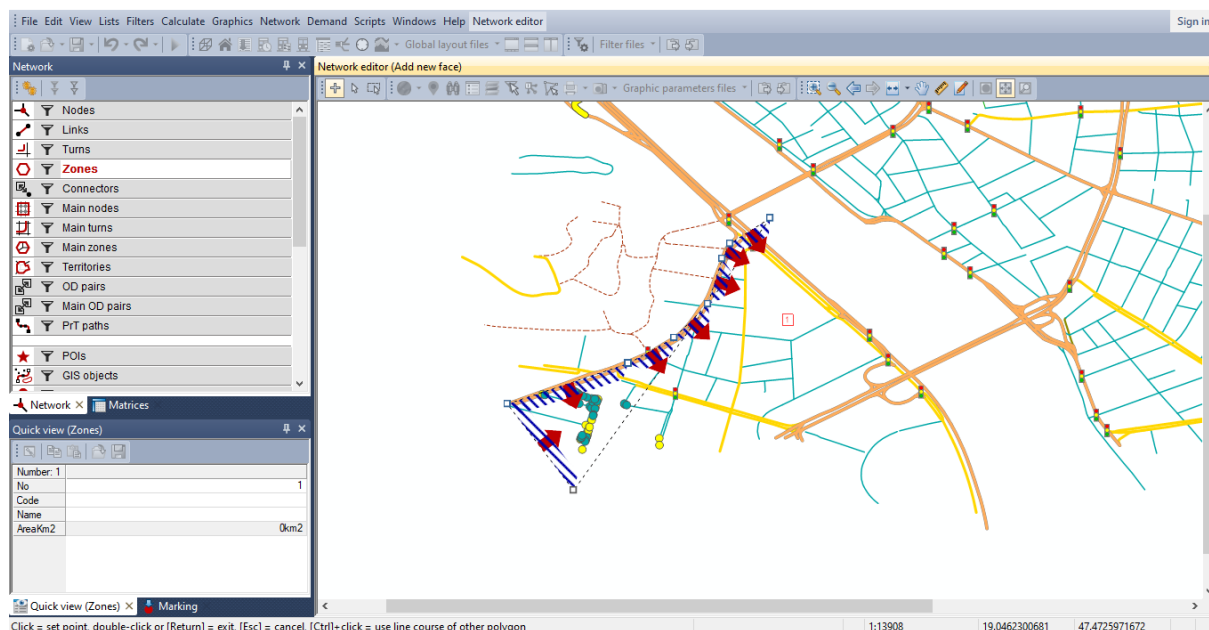 File Edit View Lists Filters Calculate Graphics Network Demand Scripts Windows Help Network editor Sign in
Global layout files Filter files
Network
Network editor (Add new face)
Graphic parameters files
Nodes
Links
Turns
Zones
Connectors
Main nodes
Main turns
Main zones
Territories
OD pairs
Main OD pairs
PrT paths
POIs
GIS objects
Network Matrices
Quick view (Zones)
Number: 1
No 1
Code
Name
AreaKm2 0km2
Quick view (Zones) Marking
1
Click = set point, double-click or [Return] = exit, [Esc] = cancel, [Ctrl]+click = use line course of other polygon 1:13908 19.0462300681 47.4725971672